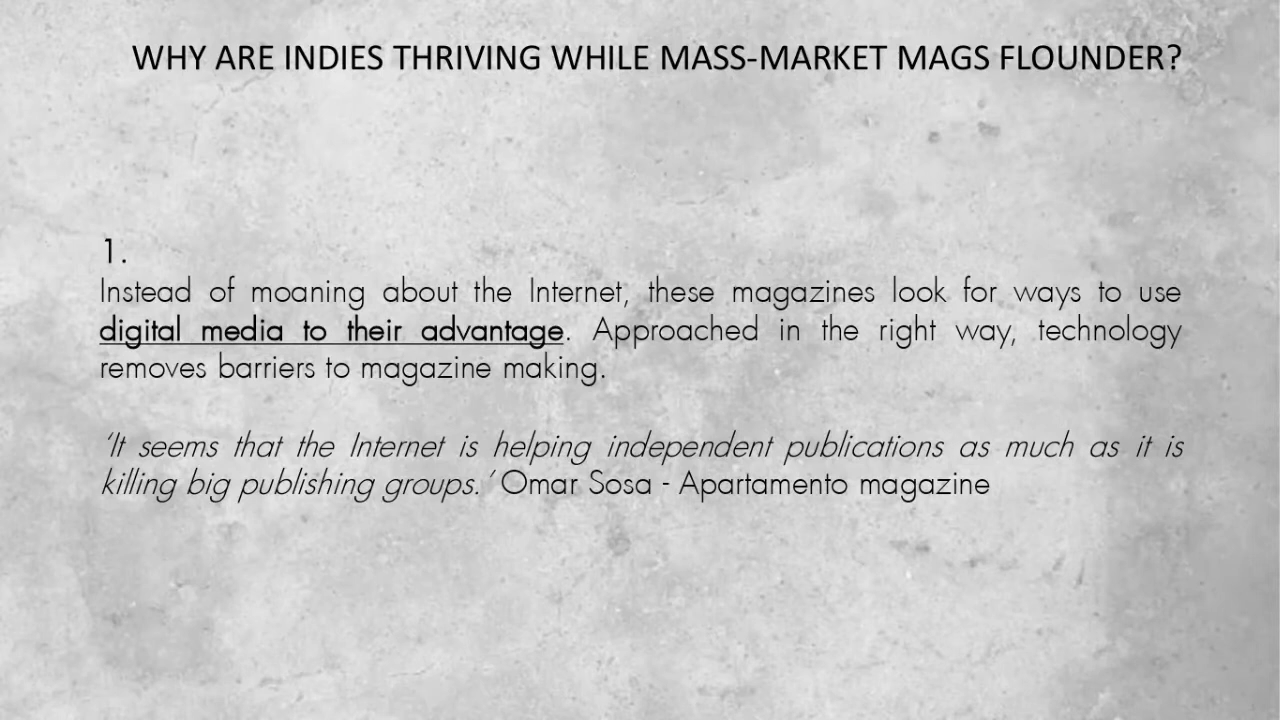 WHY ARE INDIES THRIVING WHILE MASS-MARKET MAGS FLOUNDER?
1.
Instead of moaning about the Internet, these magazines look for ways to use
digital media to their advantage. Approached in the right way, technology
removes barriers to magazine making.
‘It seems that the Internet is helping independent publications as much as it is
killing big publishing groups. ’ Omar Sosa - Apartamento magazine